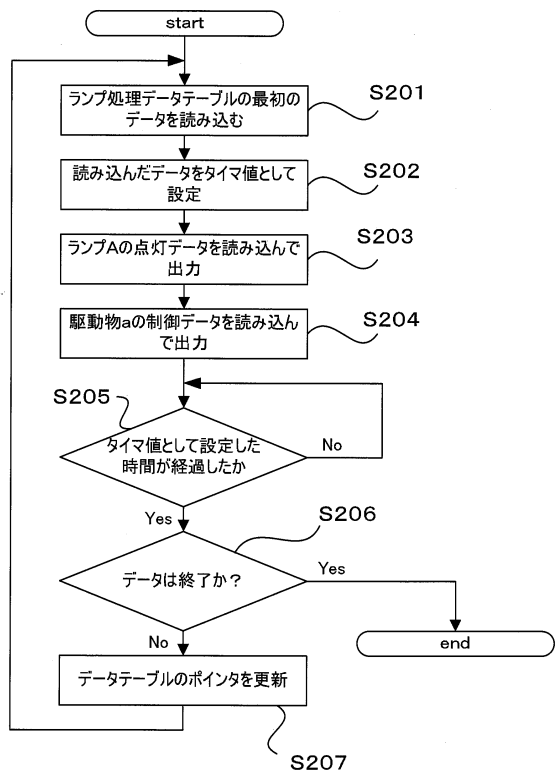 start
ランプ処理データテーブルの最初の
データを読み込む
S201
読み込んだデータをタイマ値として
設定
S202
ランプAの点灯データを読み込んで
出力
S203
駆動物aの制御データを読み込ん
で出力
S204
S205
タイマ値として設定した
時間が経過したか
No
Yes
S206
データは終了か？
Yes
No
end
データテーブルのポインタを更新
S207